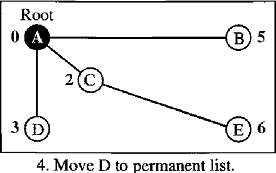 Root
0 A B 5
2 C
3 D E 6
4. Move D to permanent list.